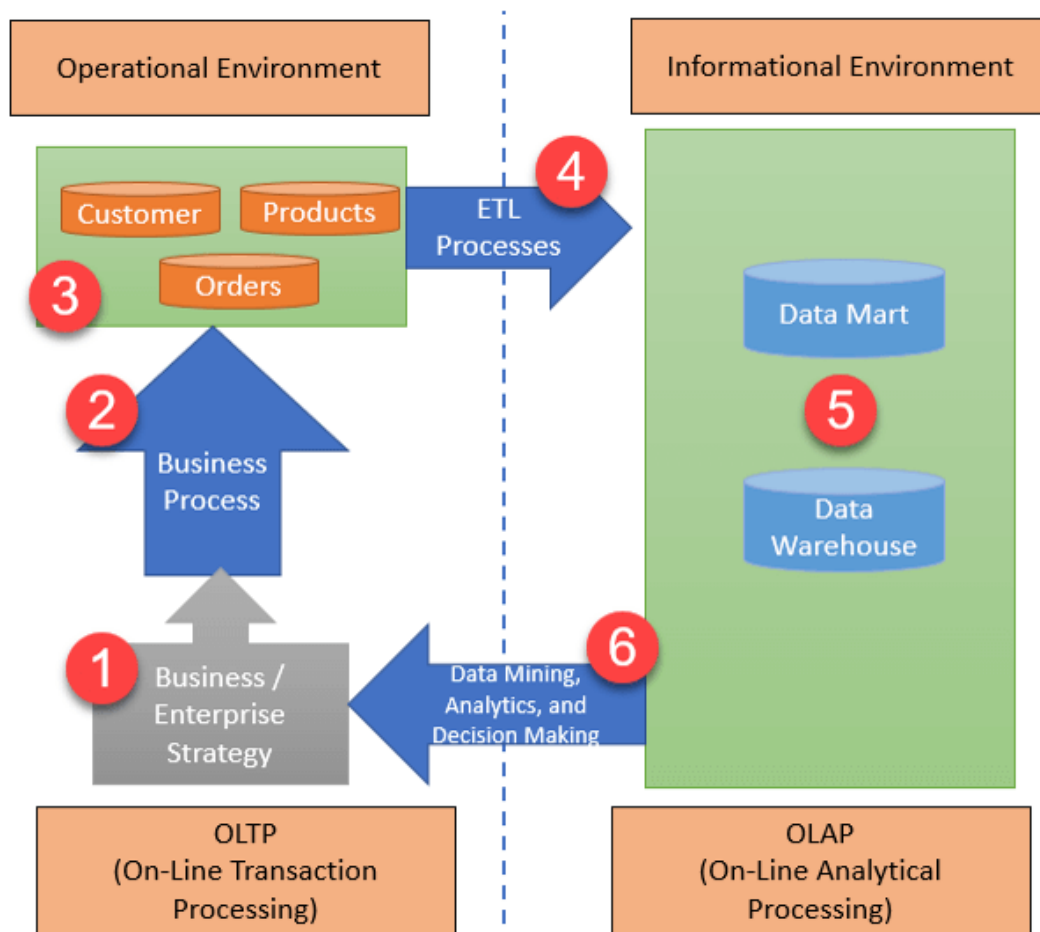 Operational Environment
Informational Environment
Customer
Products
Orders
3
ETL
Processes
4
Data Mart
5
Data
Warehouse
2
Business
Process
1
Business /
Enterprise
Strategy
6
Data Mining,
Analytics, and
Decision Making
OLTP
(On-Line Transaction
Processing)
OLAP
(On-Line Analytical
Processing)